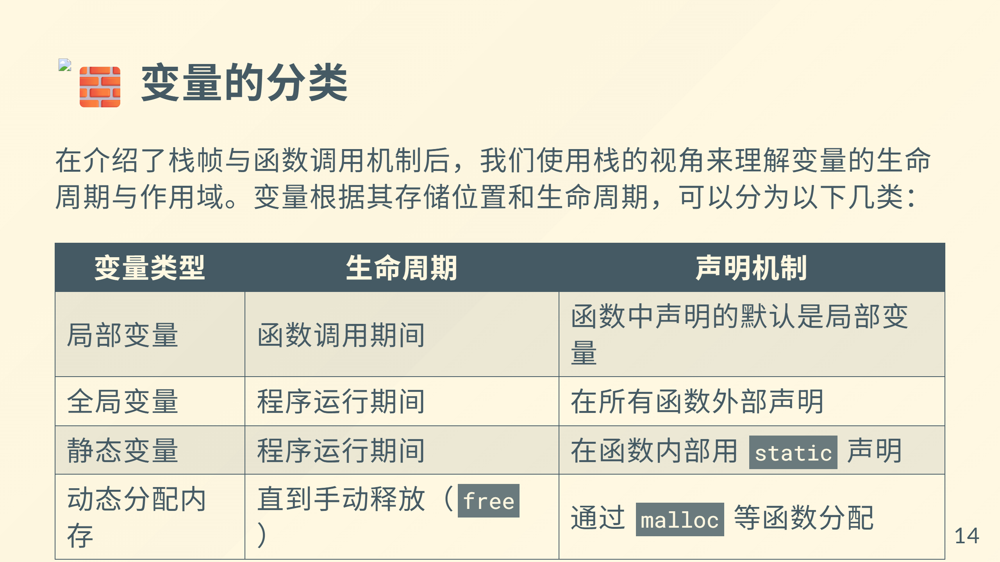 变量的分类
在介绍了栈帧与函数调用机制后，我们使用栈的视角来理解变量的生命
周期与作用域。变量根据其存储位置和生命周期，可以分为以下几类：
变量类型 生命周期 声明机制
局部变量 函数调用期间 函数中声明的默认是局部变
量
全局变量 程序运行期间 在所有函数外部声明
静态变量 程序运行期间 在函数内部用 static 声明
动态分配内
存
直到手动释放（free
）
通过 malloc 等函数分配
14